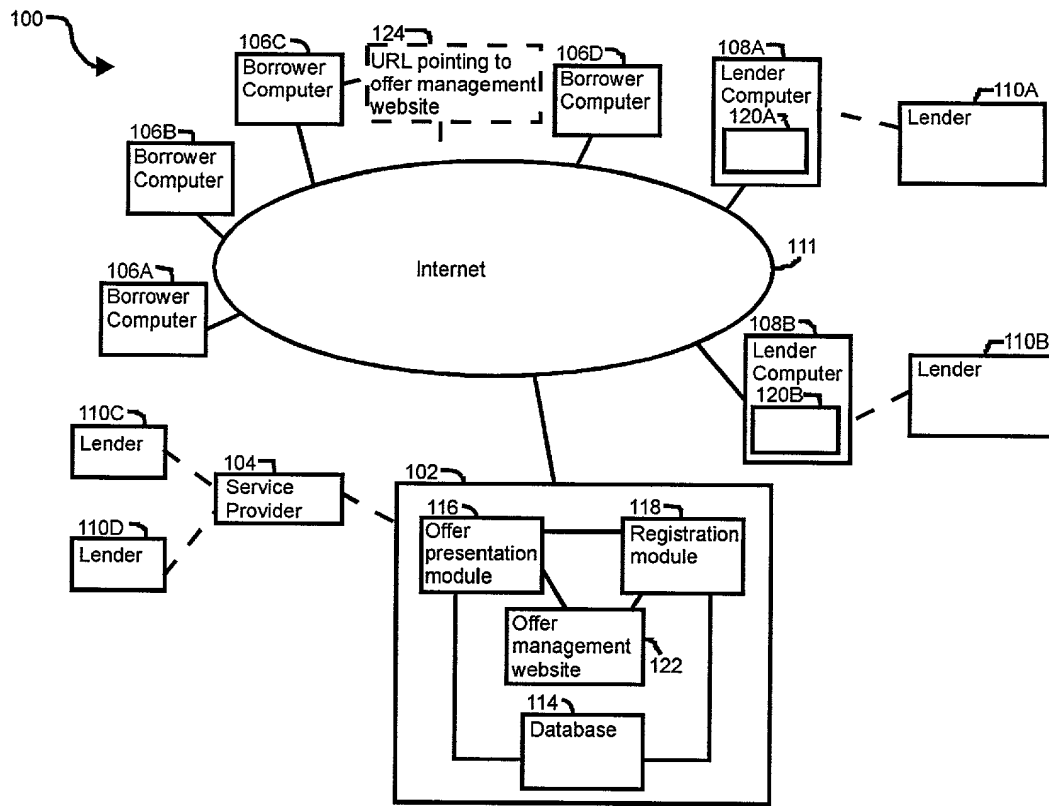 100
106C
Borrower
Computer
124
URL pointing to
offer management
website
106D
Borrower
Computer
108A
Lender
Computer
120A
110A
Lender
106B
Borrower
Computer
106A
Borrower
Computer
Internet
111
108B
Lender
Computer
120B
110B
Lender
110C
Lender
104
Service
Provider
110D
Lender
102
116
Offer
presentation
module
118
Registration
module
Offer
management
website
122
114
Database